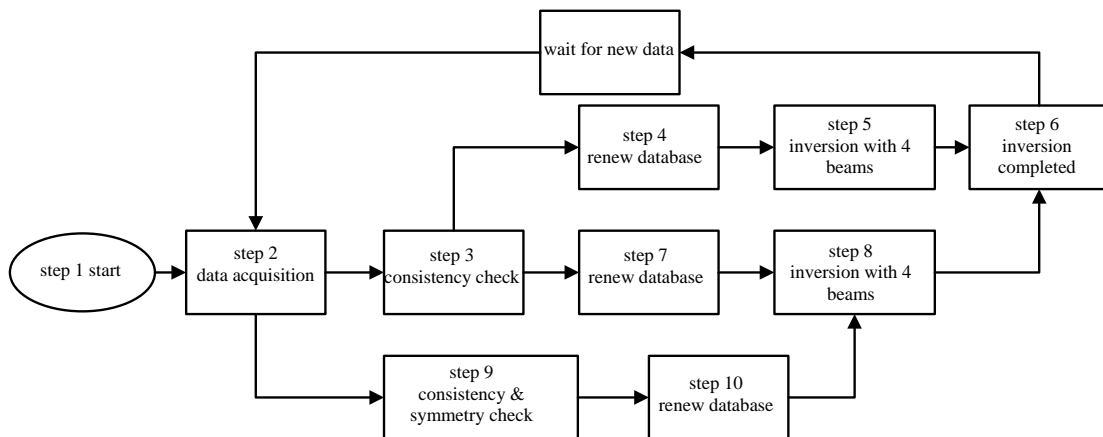 wait for new data
step 4
renew database
step 5
inversion with 4
beams
step 6
inversion
completed
step 1 start
step 2
data acquisition
step 3
consistency check
step 7
renew database
step 8
inversion with 4
beams
step 9
consistency &
symmetry check
step 10
renew database